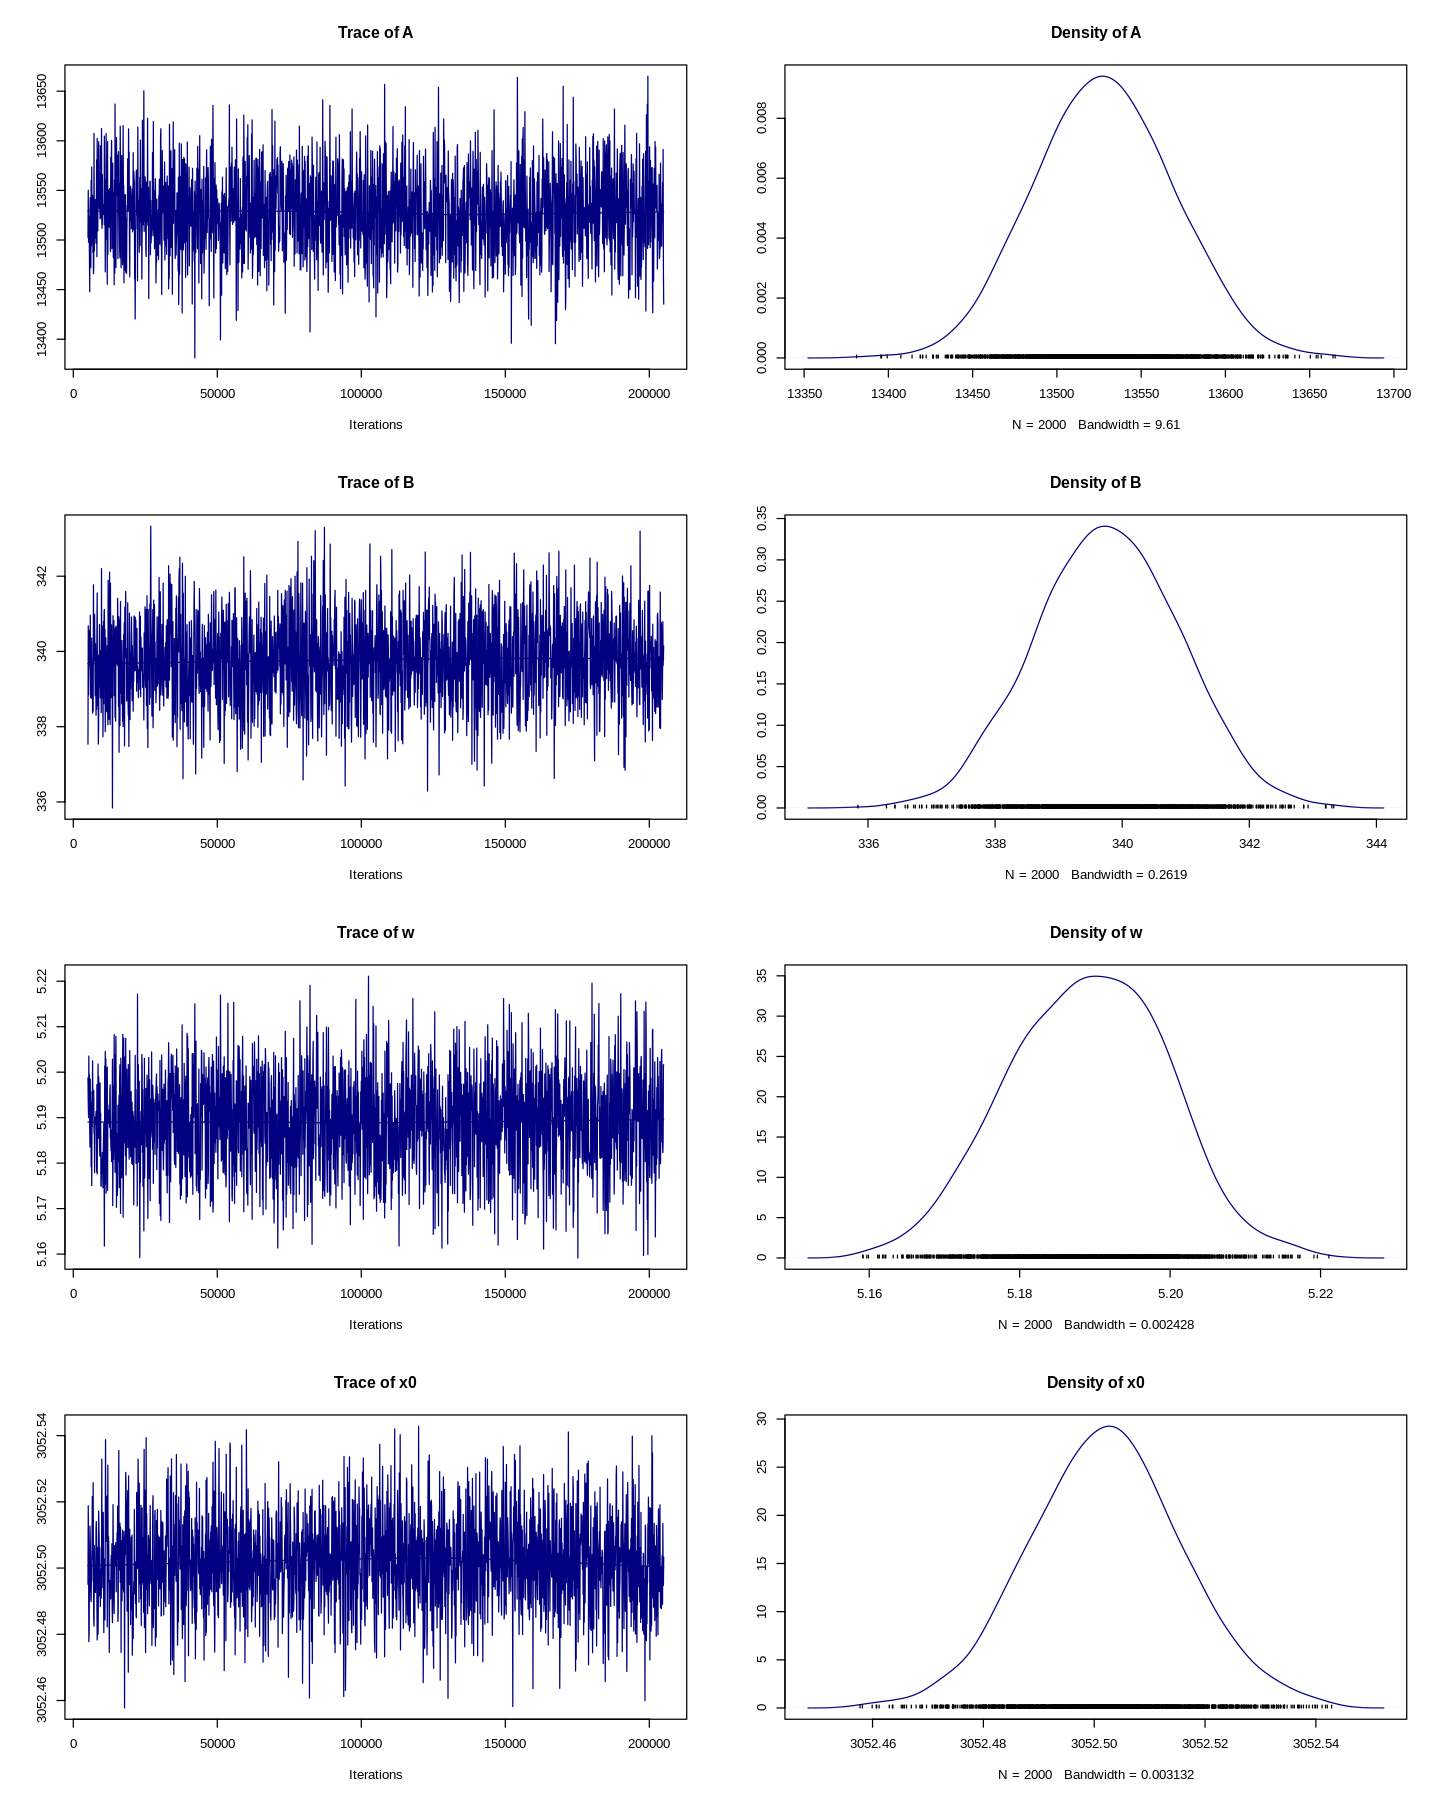 Trace of A
13400 13450 13500 13550 13600 13650
0 50000 100000 150000 200000
Iterations
Density of A
0.000 0.002 0.004 0.006 0.008
13350 13400 13450 13500 13550 13600 13650 13700
N = 2000 Bandwidth = 9.61
Trace of B
336 338 340 342
0 50000 100000 150000 200000
Iterations
Density of B
0.00 0.05 0.10 0.15 0.20 0.25 0.30 0.35
336 338 340 342 344
N = 2000 Bandwidth = 0.2619
Trace of w
5.16 5.17 5.18 5.19 5.20 5.21 5.22
0 50000 100000 150000 200000
Iterations
Density of w
0 5 10 15 20 25 30 35
5.16 5.18 5.20 5.22
N = 2000 Bandwidth = 0.002428
Trace of x0
3052.46 3052.48 3052.50 3052.52 3052.54
0 50000 100000 150000 200000
Iterations
Density of x0
0 5 10 15 20 25 30
3052.46 3052.48 3052.50 3052.52 3052.54
N = 2000 Bandwidth = 0.003132